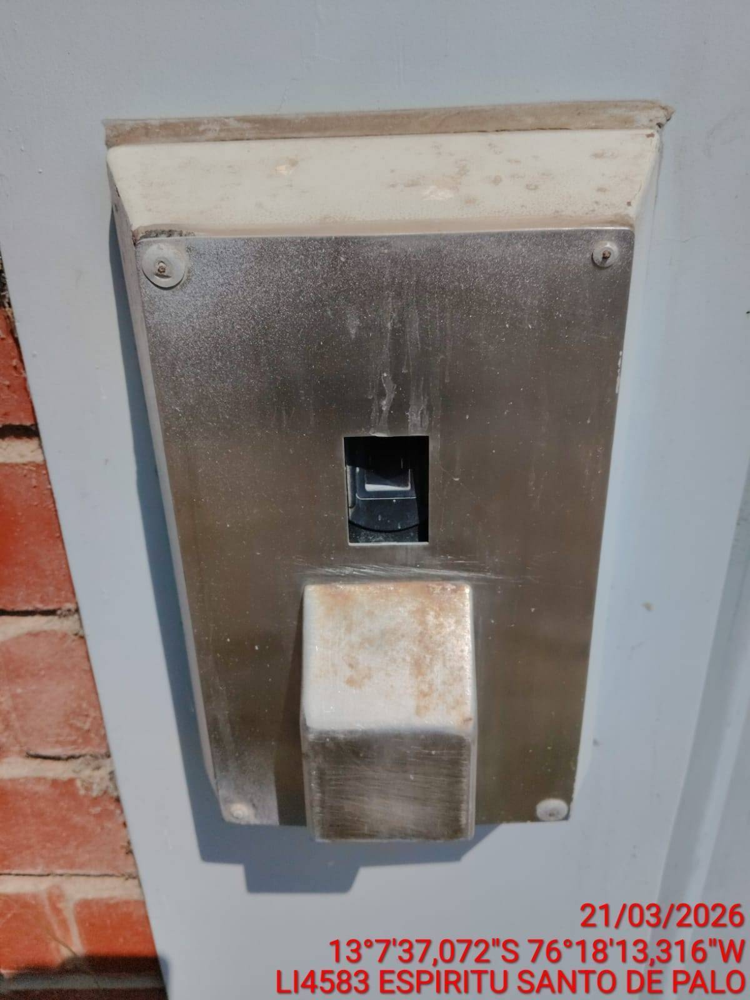 21/03/2026
13°7'37,072"S 76°18'13,316"W
LI4583 ESPIRITU SANTO DE PALO